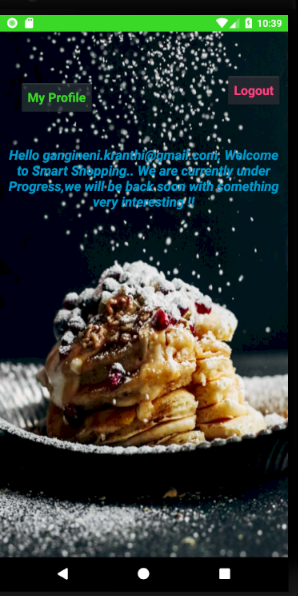 10:39
Logout
My Profile
Hello gangineni.kranthi@gmail.com, Welcome
to Smart Shopping.. We are currently under
Progress,we will be back soon with something
very interesting !!